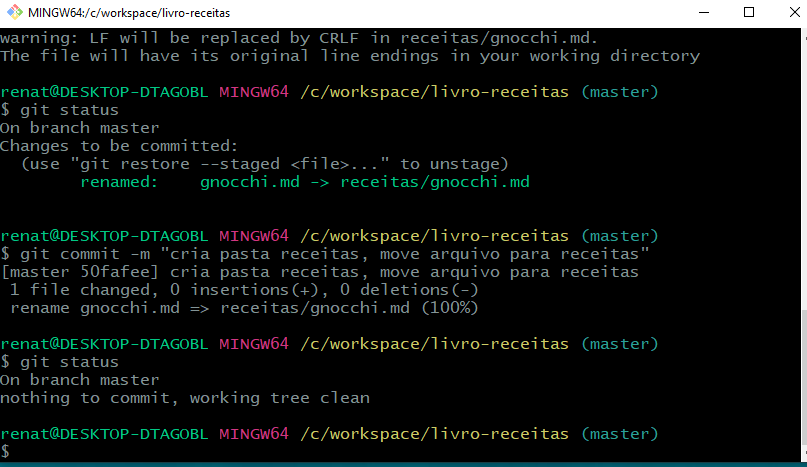 MINGW64:/c/workspace/livro-receitas
warning: LF will be replaced by CRLF in receitas/gnocchi.md.
The file will have its original line endings in your working directory
renat@DESKTOP-DTAGOBL MINGW64 /c/workspace/livro-receitas (master)
$ git status
On branch master
Changes to be committed:
  (use "git restore --staged <file>..." to unstage)
        renamed:    gnocchi.md -> receitas/gnocchi.md
renat@DESKTOP-DTAGOBL MINGW64 /c/workspace/livro-receitas (master)
$ git commit -m "cria pasta receitas, move arquivo para receitas"
[master 50fafee] cria pasta receitas, move arquivo para receitas
 1 file changed, 0 insertions(+), 0 deletions(-)
 rename gnocchi.md => receitas/gnocchi.md (100%)
renat@DESKTOP-DTAGOBL MINGW64 /c/workspace/livro-receitas (master)
$ git status
On branch master
nothing to commit, working tree clean
renat@DESKTOP-DTAGOBL MINGW64 /c/workspace/livro-receitas (master)
$